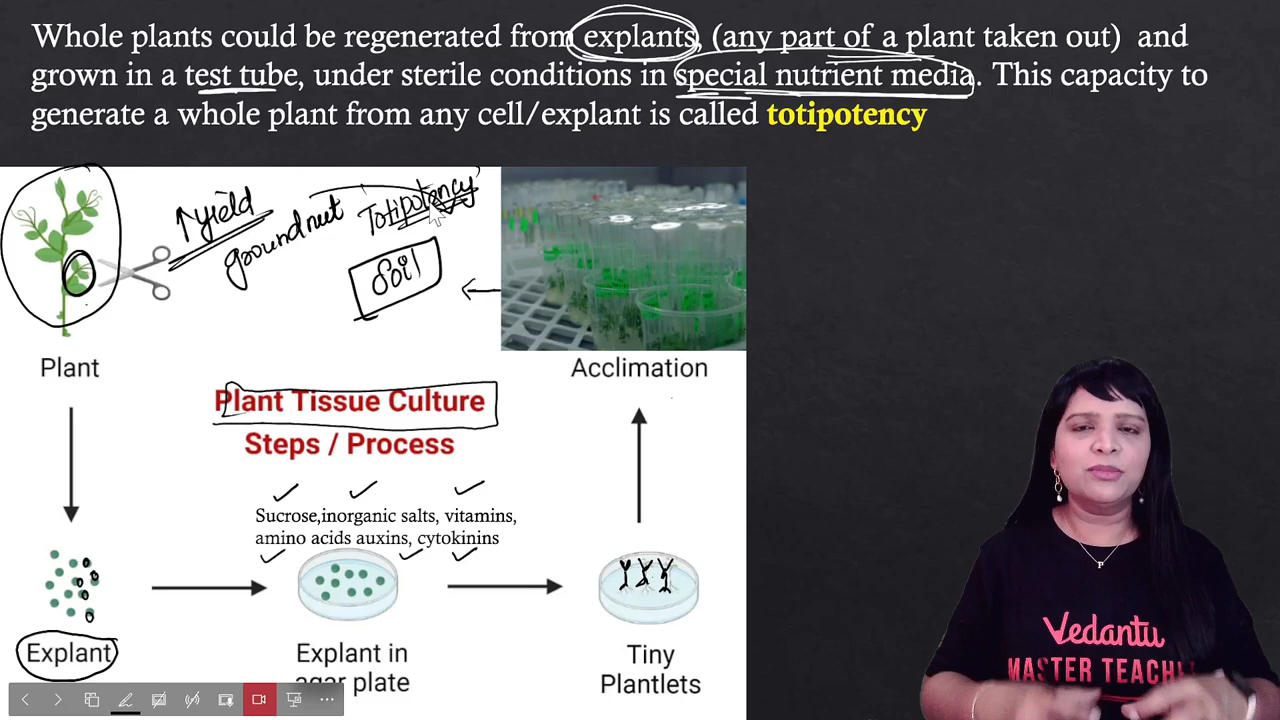 Whole plants could be regenerated from explants, (any part of a plant taken out) and
grown in a test tube, under sterile conditions in special nutrient media. This capacity to
generate a whole plant from any cell/explant is called totipotency
↑yield
groundnut
Totipotency
Soil
Plant
Acclimation
Plant Tissue Culture
Steps / Process
Sucrose,inorganic salts, vitamins,
amino acids auxins, cytokinins
Explant
Explant in
agar plate
Tiny
Plantlets
Vedantu
MASTER TEACHE